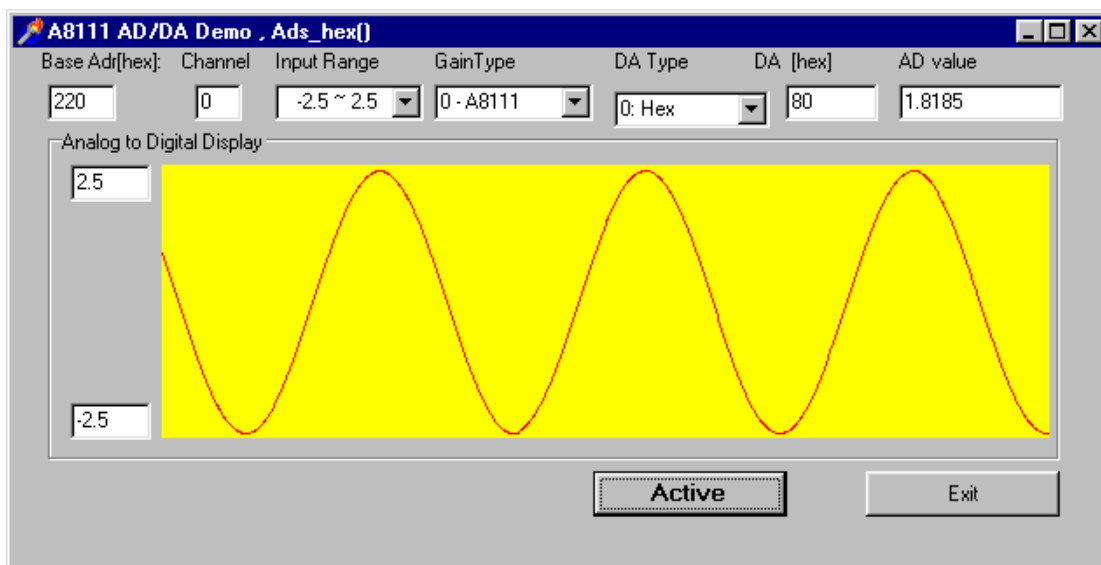 A8111 AD/DA Demo , Ads_hex()
Base Adr[hex]: Channel Input Range GainType DA Type DA [hex] AD value
220 0 -2.5 ~ 2.5 0 - A8111 0: Hex 80 1.8185
Analog to Digital Display
2.5
-2.5
Active Exit